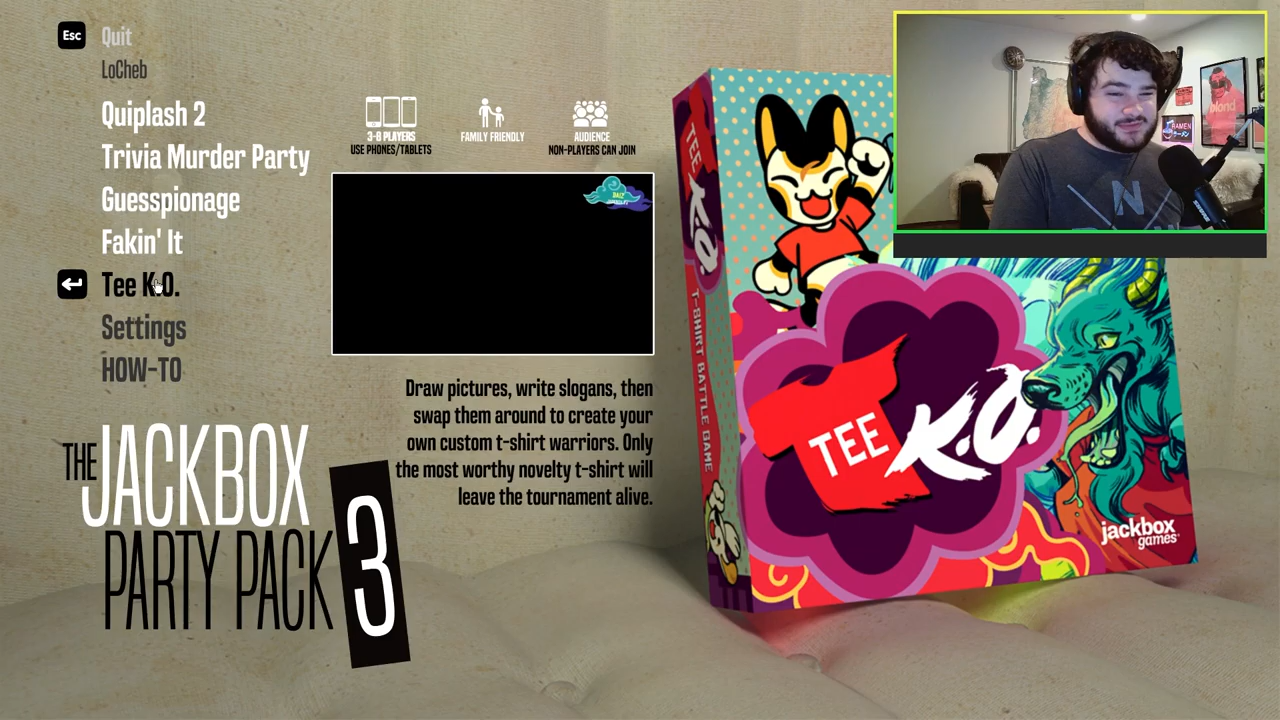 Esc
Quit
LoCheb
Quiplash 2
Trivia Murder Party
Guesspionage
Fakin' It
Tee K.O.
Settings
HOW-TO
3-8 PLAYERS
USE PHONES/TABLETS
FAMILY FRIENDLY
AUDIENCE
NON-PLAYERS CAN JOIN
Draw pictures, write slogans, then
swap them around to create your
own custom t-shirt warriors. Only
the most worthy novelty t-shirt will
leave the tournament alive.
THE
JACKBOX
PARTY PACK
3
TEE K.O.
T-SHIRT BATTLE GAME
TEE K.O.
jackbox
games
blond
RAMEN
N